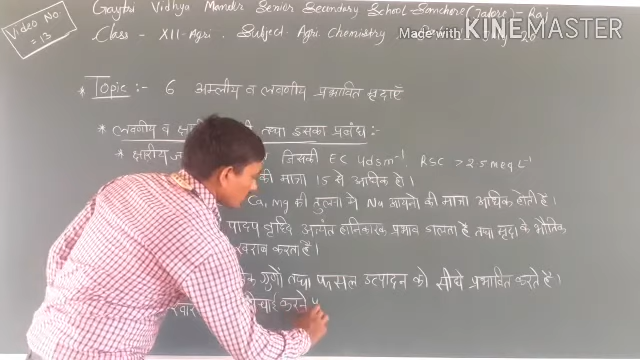 Video No. :- 13
Gaytri Vidhya Mandir Senior Secondary School Sanchore (Jalore) - Raj
Class - XII-Agri. Subject- Agri. Chemistry
Made With KINEMASTER
* Topic :- 6 अम्लीय व लवणीय प्रभावित मृदाएँ
* लवणीय व तथा इसका प्रबंध :-
* क्षारीय जिसकी EC 4dsm⁻¹, RSC > 2.5 meq L⁻¹
की मात्रा 15 से अधिक हो।
Ca, Mg की तुलना में Na आयनों की मात्रा अधिक होती है।
पादप वृद्धि अत्यंत हानिकारक प्रभाव डालता है तथा मृदा के भौतिक
खराब करता है।
गुणों तथा फसल उत्पादन को सीधे प्रभावित करते है।
करने